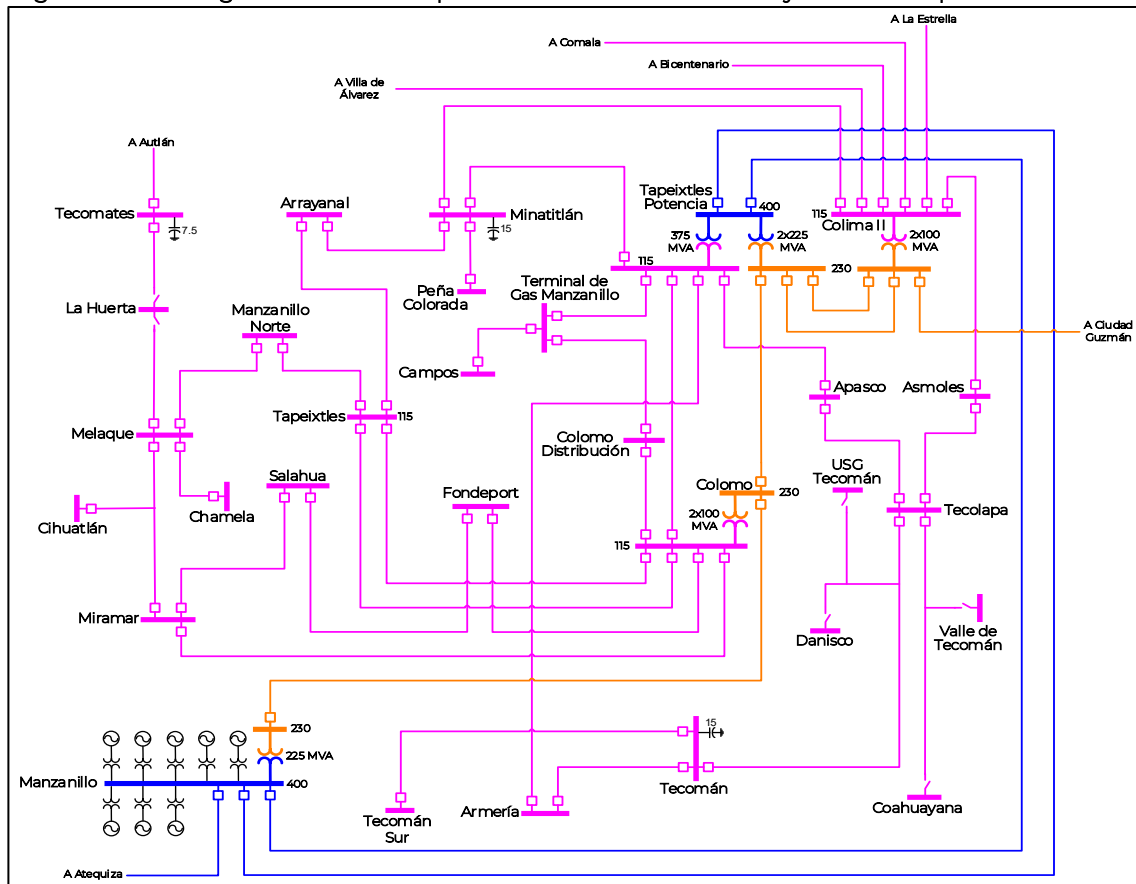 A La Estrella
A Comala
A Bicentenario
A Villa de
Álvarez
A Autlán
Tecomates
7.5
Arrayanal
Minatitlán
15
Tapeixtles
Potencia
400
375
MVA
2x225
MVA
115
Colima II
2x100
MVA
115
230
Peña
Colorada
Terminal de
Gas Manzanillo
La Huerta
Manzanillo
Norte
A Ciudad
Guzmán
Campos
Apasco
Asmoles
Tapeixtles
115
Melaque
Colomo
Distribución
Salahua
USG
Tecomán
Colomo
230
Fondeport
Chamela
Cihuatlán
2x100
MVA
Tecolapa
115
Miramar
Danisco
Valle de
Tecomán
230
225 MVA
15
Manzanillo
400
Tecomán
Armería
Tecomán
Sur
Coahuayana
A Atequiza